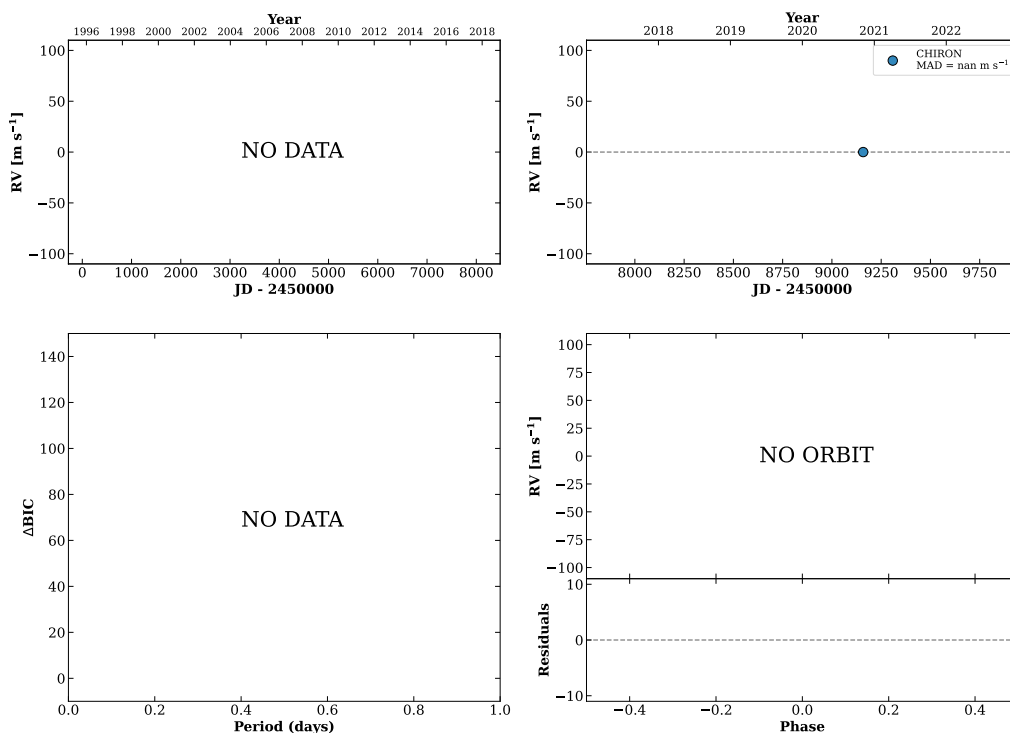 Year
1996 1998 2000 2002 2004 2006 2008 2010 2012 2014 2016 2018
100
50
0
−50
−100
RV [m s⁻¹]
NO DATA
0 1000 2000 3000 4000 5000 6000 7000 8000
JD - 2450000
Year
2018 2019 2020 2021 2022
CHIRON
MAD = nan m s⁻¹
100
50
0
−50
−100
RV [m s⁻¹]
8000 8250 8500 8750 9000 9250 9500 9750
JD - 2450000
140
120
100
80
60
40
20
0
ΔBIC
NO DATA
0.0 0.2 0.4 0.6 0.8 1.0
Period (days)
100
75
50
25
0
−25
−50
−75
−100
RV [m s⁻¹]
NO ORBIT
10
0
−10
Residuals
−0.4 −0.2 0.0 0.2 0.4
Phase